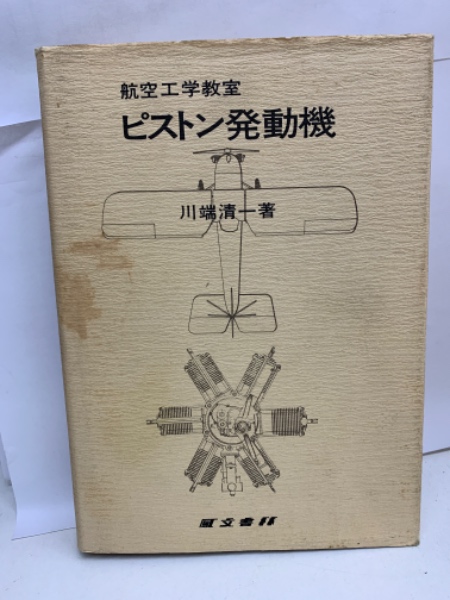 航空工学教室
ピストン発動機
川端清一著